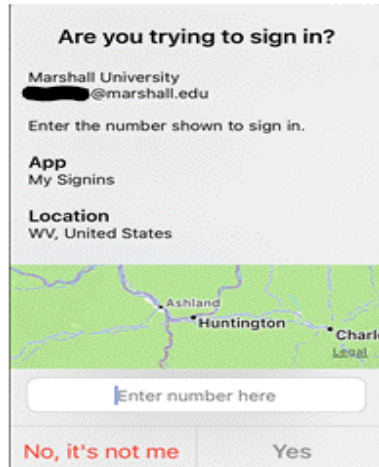 Are you trying to sign in?
Marshall University
@marshall.edu
Enter the number shown to sign in.
App
My Signins
Location
WV, United States
Ashland
Huntington
Charl
Legal
Enter number here
No, it's not me
Yes